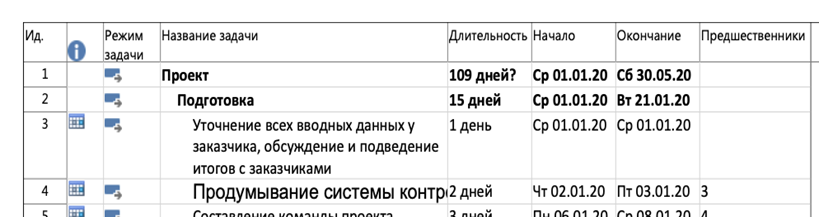 Ид. Режим задачи Название задачи Длительность Начало Окончание Предшественники
1 Проект 109 дней? Ср 01.01.20 Сб 30.05.20
2 Подготовка 15 дней Ср 01.01.20 Вт 21.01.20
3 Уточнение всех вводных данных у 1 день Ср 01.01.20 Ср 01.01.20
заказчика, обсуждение и подведение
итогов с заказчиками
4 Продумывание системы контр 2 дней Чт 02.01.20 Пт 03.01.20 3
5 Составление команды проекта 3 дней Пн 06.01.20 Ср 08.01.20 4